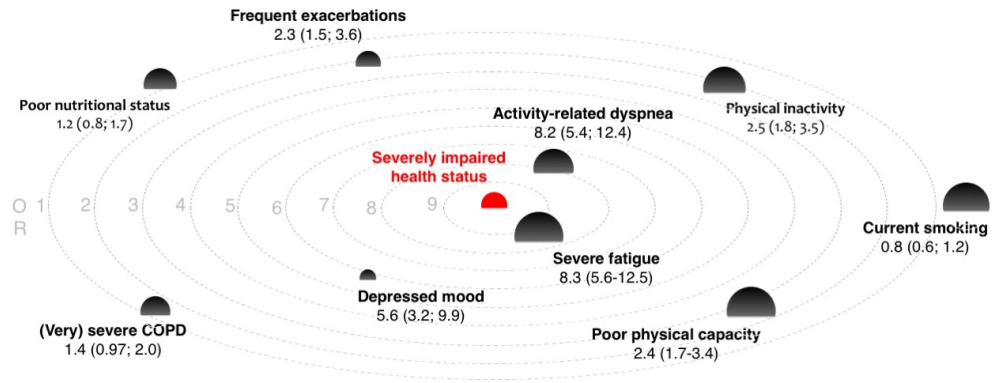 Frequent exacerbations
2.3 (1.5; 3.6)
Poor nutritional status
1.2 (0.8; 1.7)
Activity-related dyspnea
8.2 (5.4; 12.4)
Physical inactivity
2.5 (1.8; 3.5)
Severely impaired
health status
O 1 2 3 4 5 6 7 8 9
R
Current smoking
0.8 (0.6; 1.2)
Severe fatigue
8.3 (5.6-12.5)
Depressed mood
5.6 (3.2; 9.9)
(Very) severe COPD
1.4 (0.97; 2.0)
Poor physical capacity
2.4 (1.7-3.4)